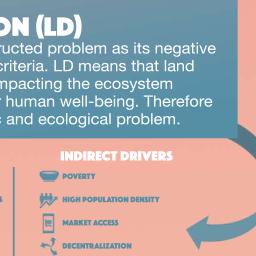 ON (LD)
ructed problem as its negative
criteria. LD means that land
mpacting the ecosystem
r human well-being. Therefore
c and ecological problem.
INDIRECT DRIVERS
POVERTY
HIGH POPULATION DENSITY
MARKET ACCESS
DECENTRALIZATION